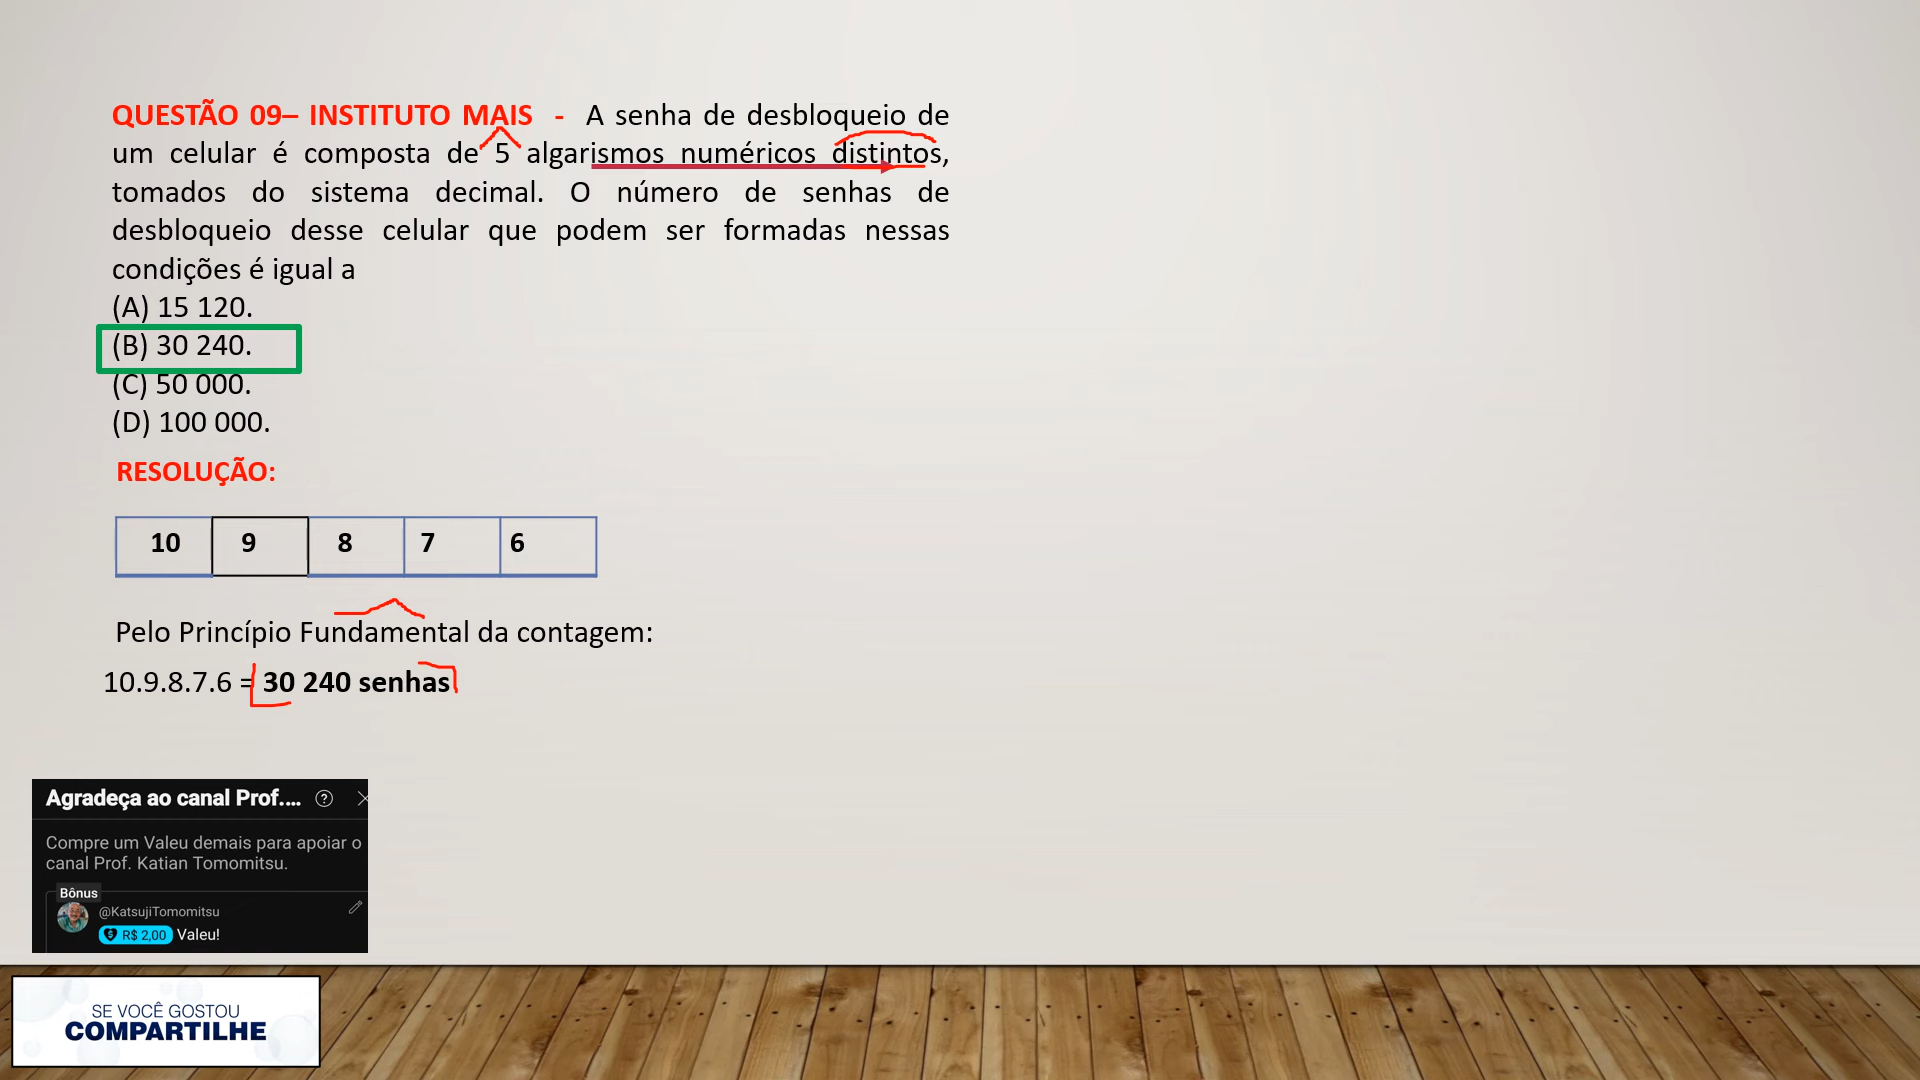 QUESTÃO 09– INSTITUTO MAIS - A senha de desbloqueio de
um celular é composta de 5 algarismos numéricos distintos,
tomados do sistema decimal. O número de senhas de
desbloqueio desse celular que podem ser formadas nessas
condições é igual a
(A) 15 120.
(B) 30 240.
(C) 50 000.
(D) 100 000.
RESOLUÇÃO:
10 9 8 7 6
Pelo Princípio Fundamental da contagem:
10.9.8.7.6 = 30 240 senhas
Agradeça ao canal Prof.... ?
Compre um Valeu demais para apoiar o
canal Prof. Katian Tomomitsu.
Bônus
@KatsujiTomomitsu
R$ 2,00 Valeu!
SE VOCÊ GOSTOU
COMPARTILHE